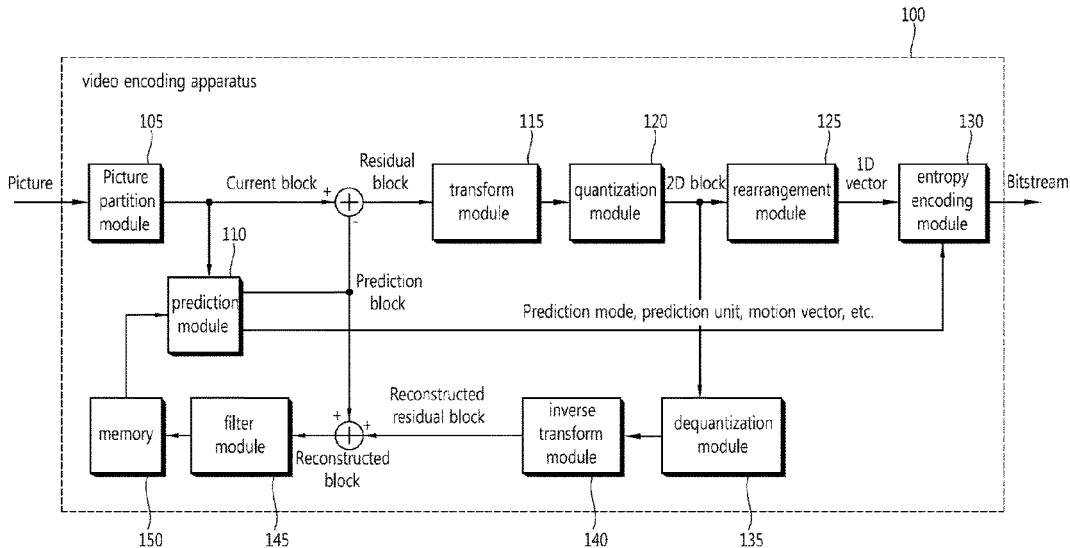 100
video encoding apparatus
105
115
120
125
130
Picture
Picture
partition
module
Current block
+
-
Residual
block
transform
module
quantization
module
2D block
rearrangement
module
1D
vector
entropy
encoding
module
Bitstream
110
prediction
module
Prediction
block
Prediction mode, prediction unit, motion vector, etc.
memory
filter
module
+
+
Reconstructed
block
Reconstructed
residual block
inverse
transform
module
dequantization
module
150
145
140
135